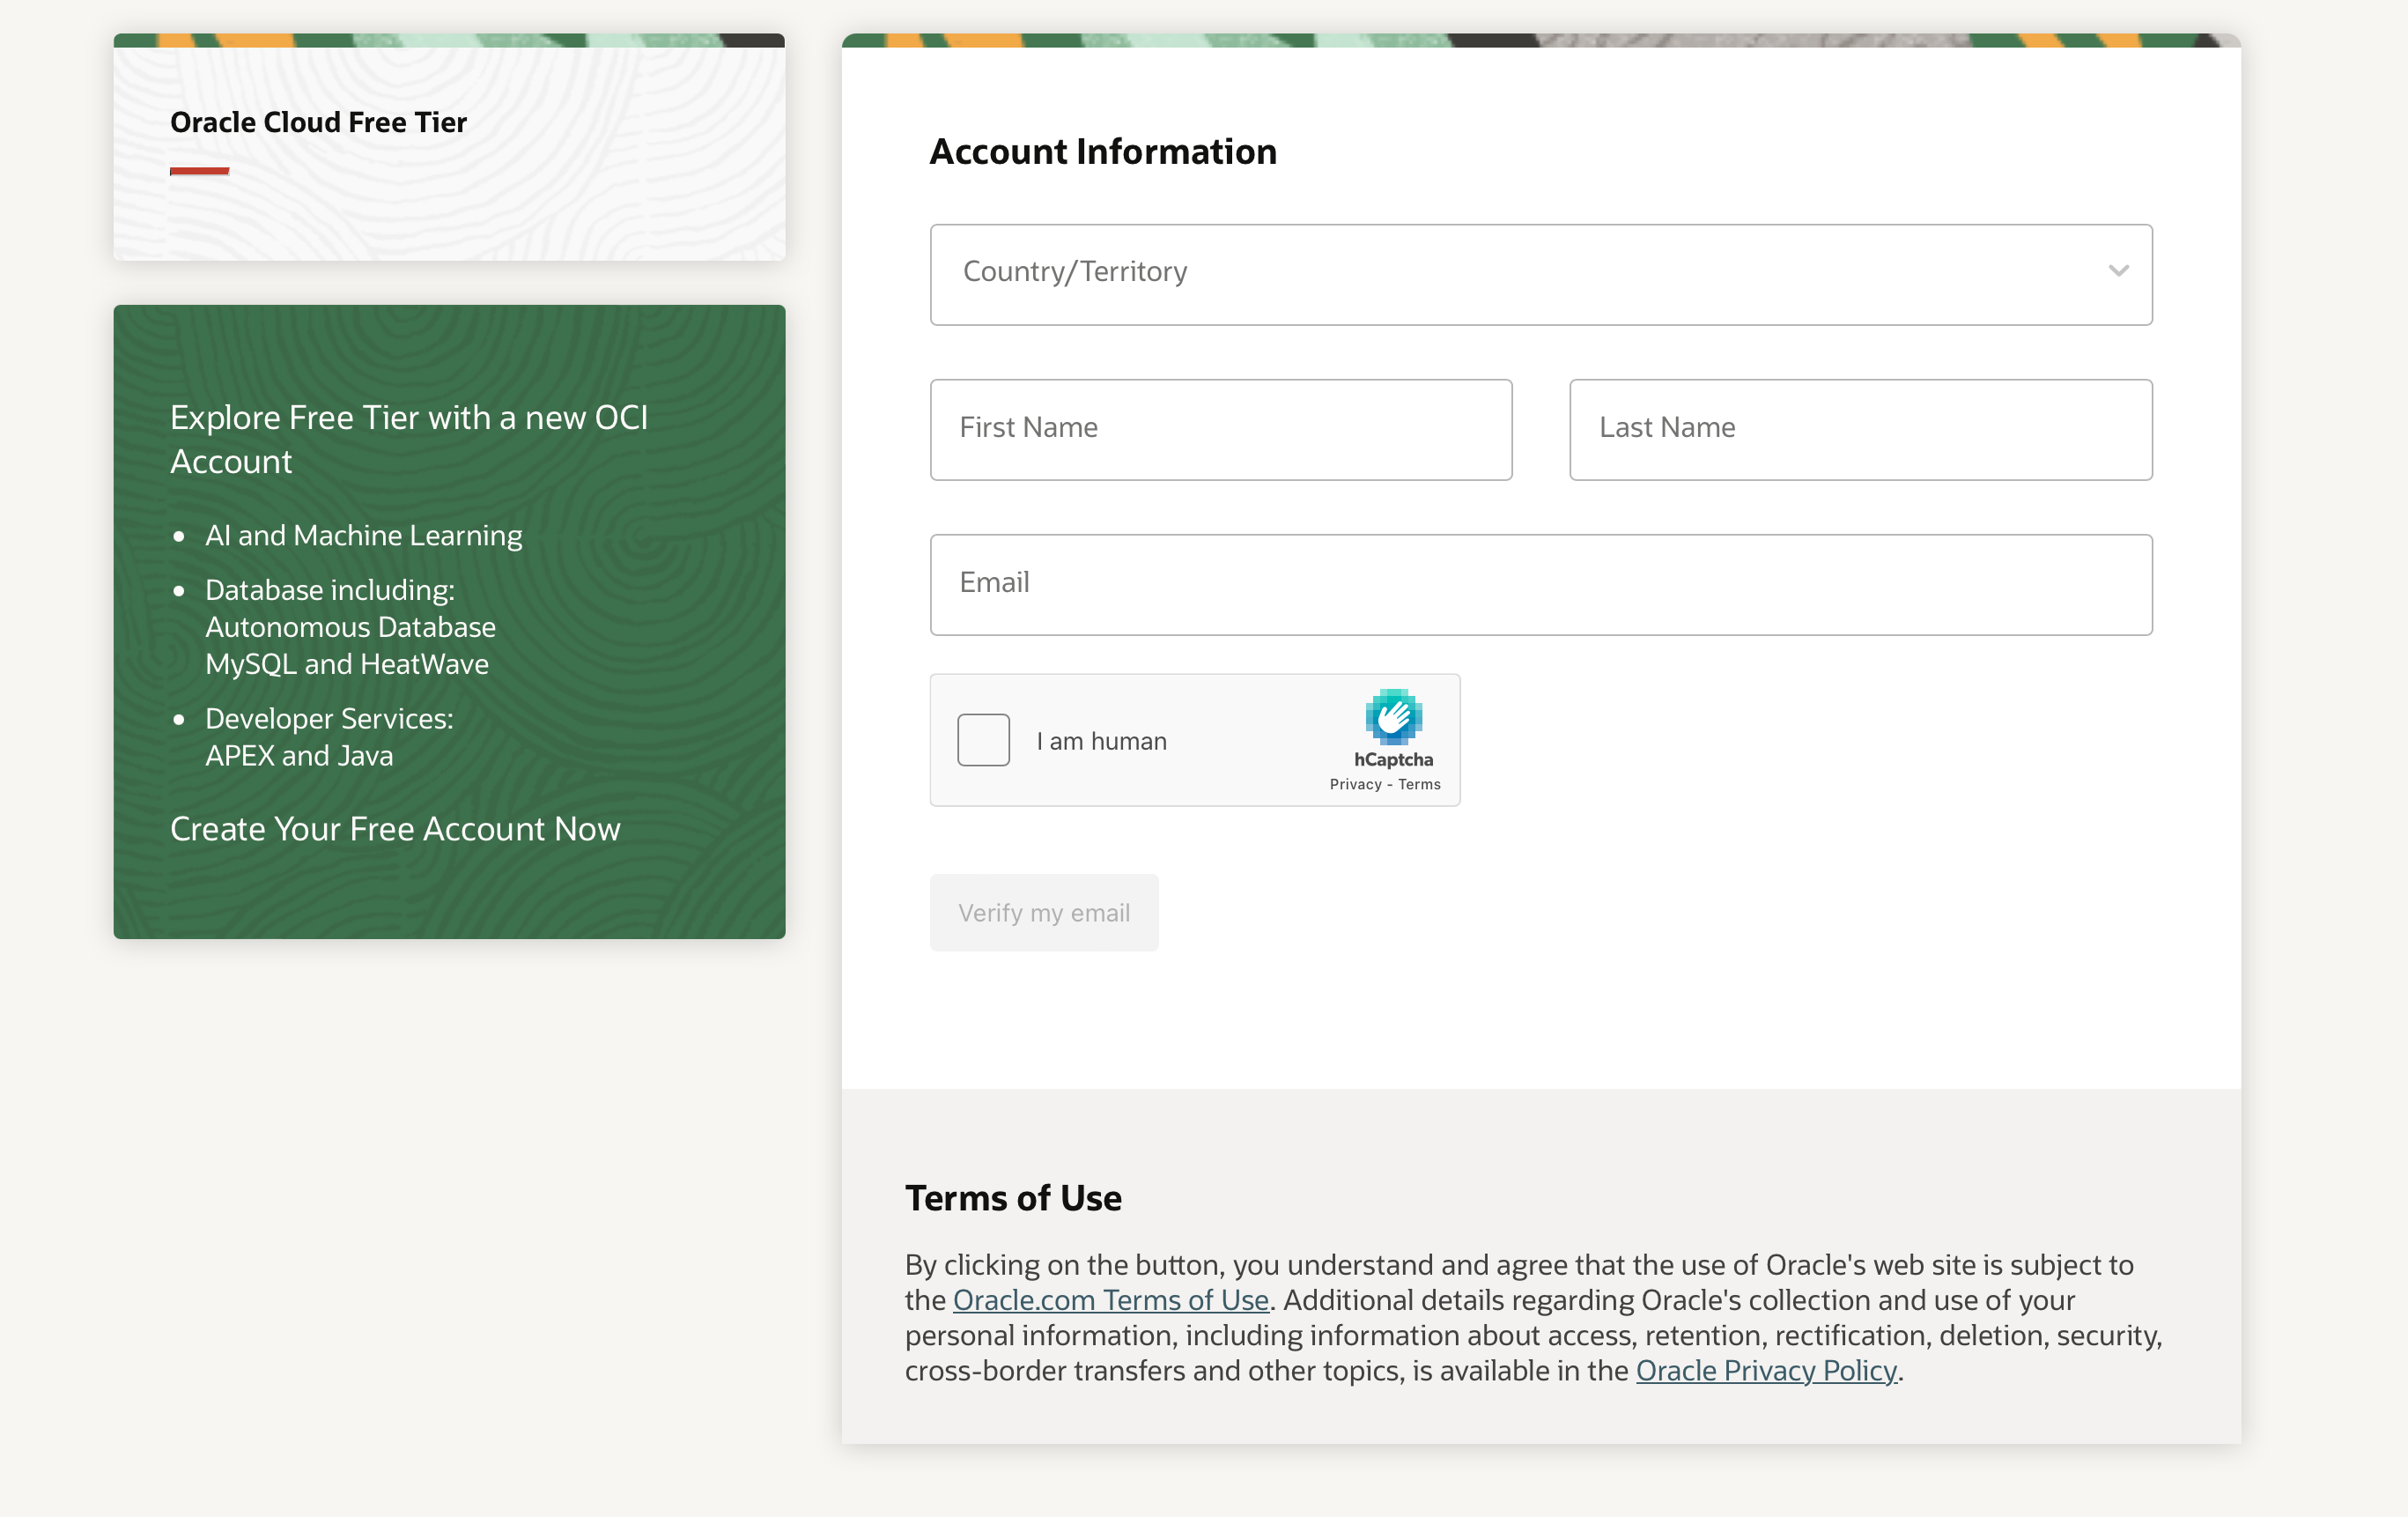 Oracle Cloud Free Tier
Explore Free Tier with a new OCI
Account
• AI and Machine Learning
• Database including:
Autonomous Database
MySQL and HeatWave
• Developer Services:
APEX and Java
Create Your Free Account Now
Account Information
Country/Territory
First Name
Last Name
Email
I am human
hCaptcha
Privacy - Terms
Verify my email
Terms of Use
By clicking on the button, you understand and agree that the use of Oracle's web site is subject to
the Oracle.com Terms of Use. Additional details regarding Oracle's collection and use of your
personal information, including information about access, retention, rectification, deletion, security,
cross-border transfers and other topics, is available in the Oracle Privacy Policy.